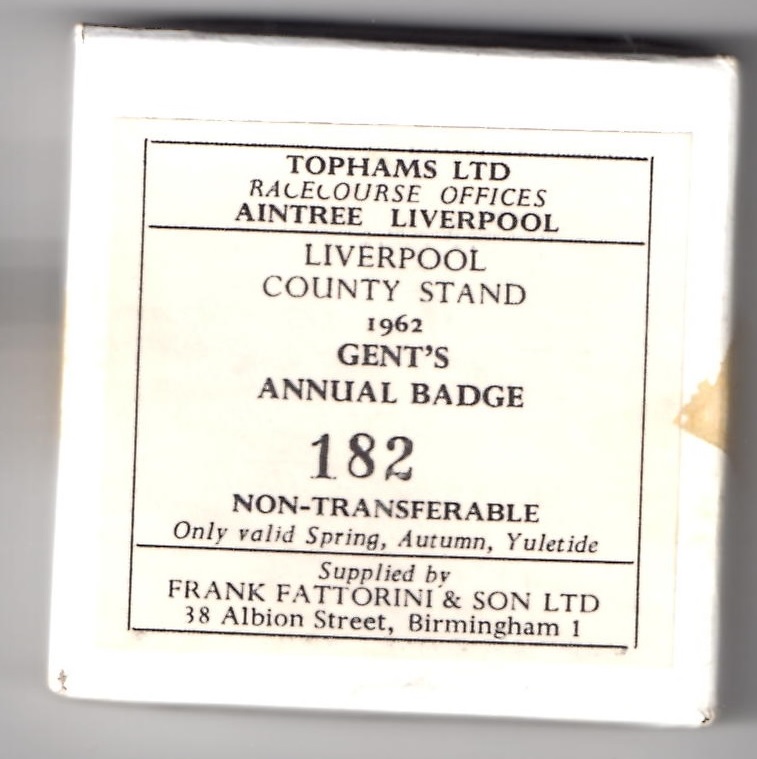 TOPHAMS LTD
RACECOURSE OFFICES
AINTREE LIVERPOOL
LIVERPOOL
COUNTY STAND
1962
GENT'S
ANNUAL BADGE
182
NON-TRANSFERABLE
Only valid Spring, Autumn, Yuletide
Supplied by
FRANK FATTORINI & SON LTD
38 Albion Street, Birmingham 1